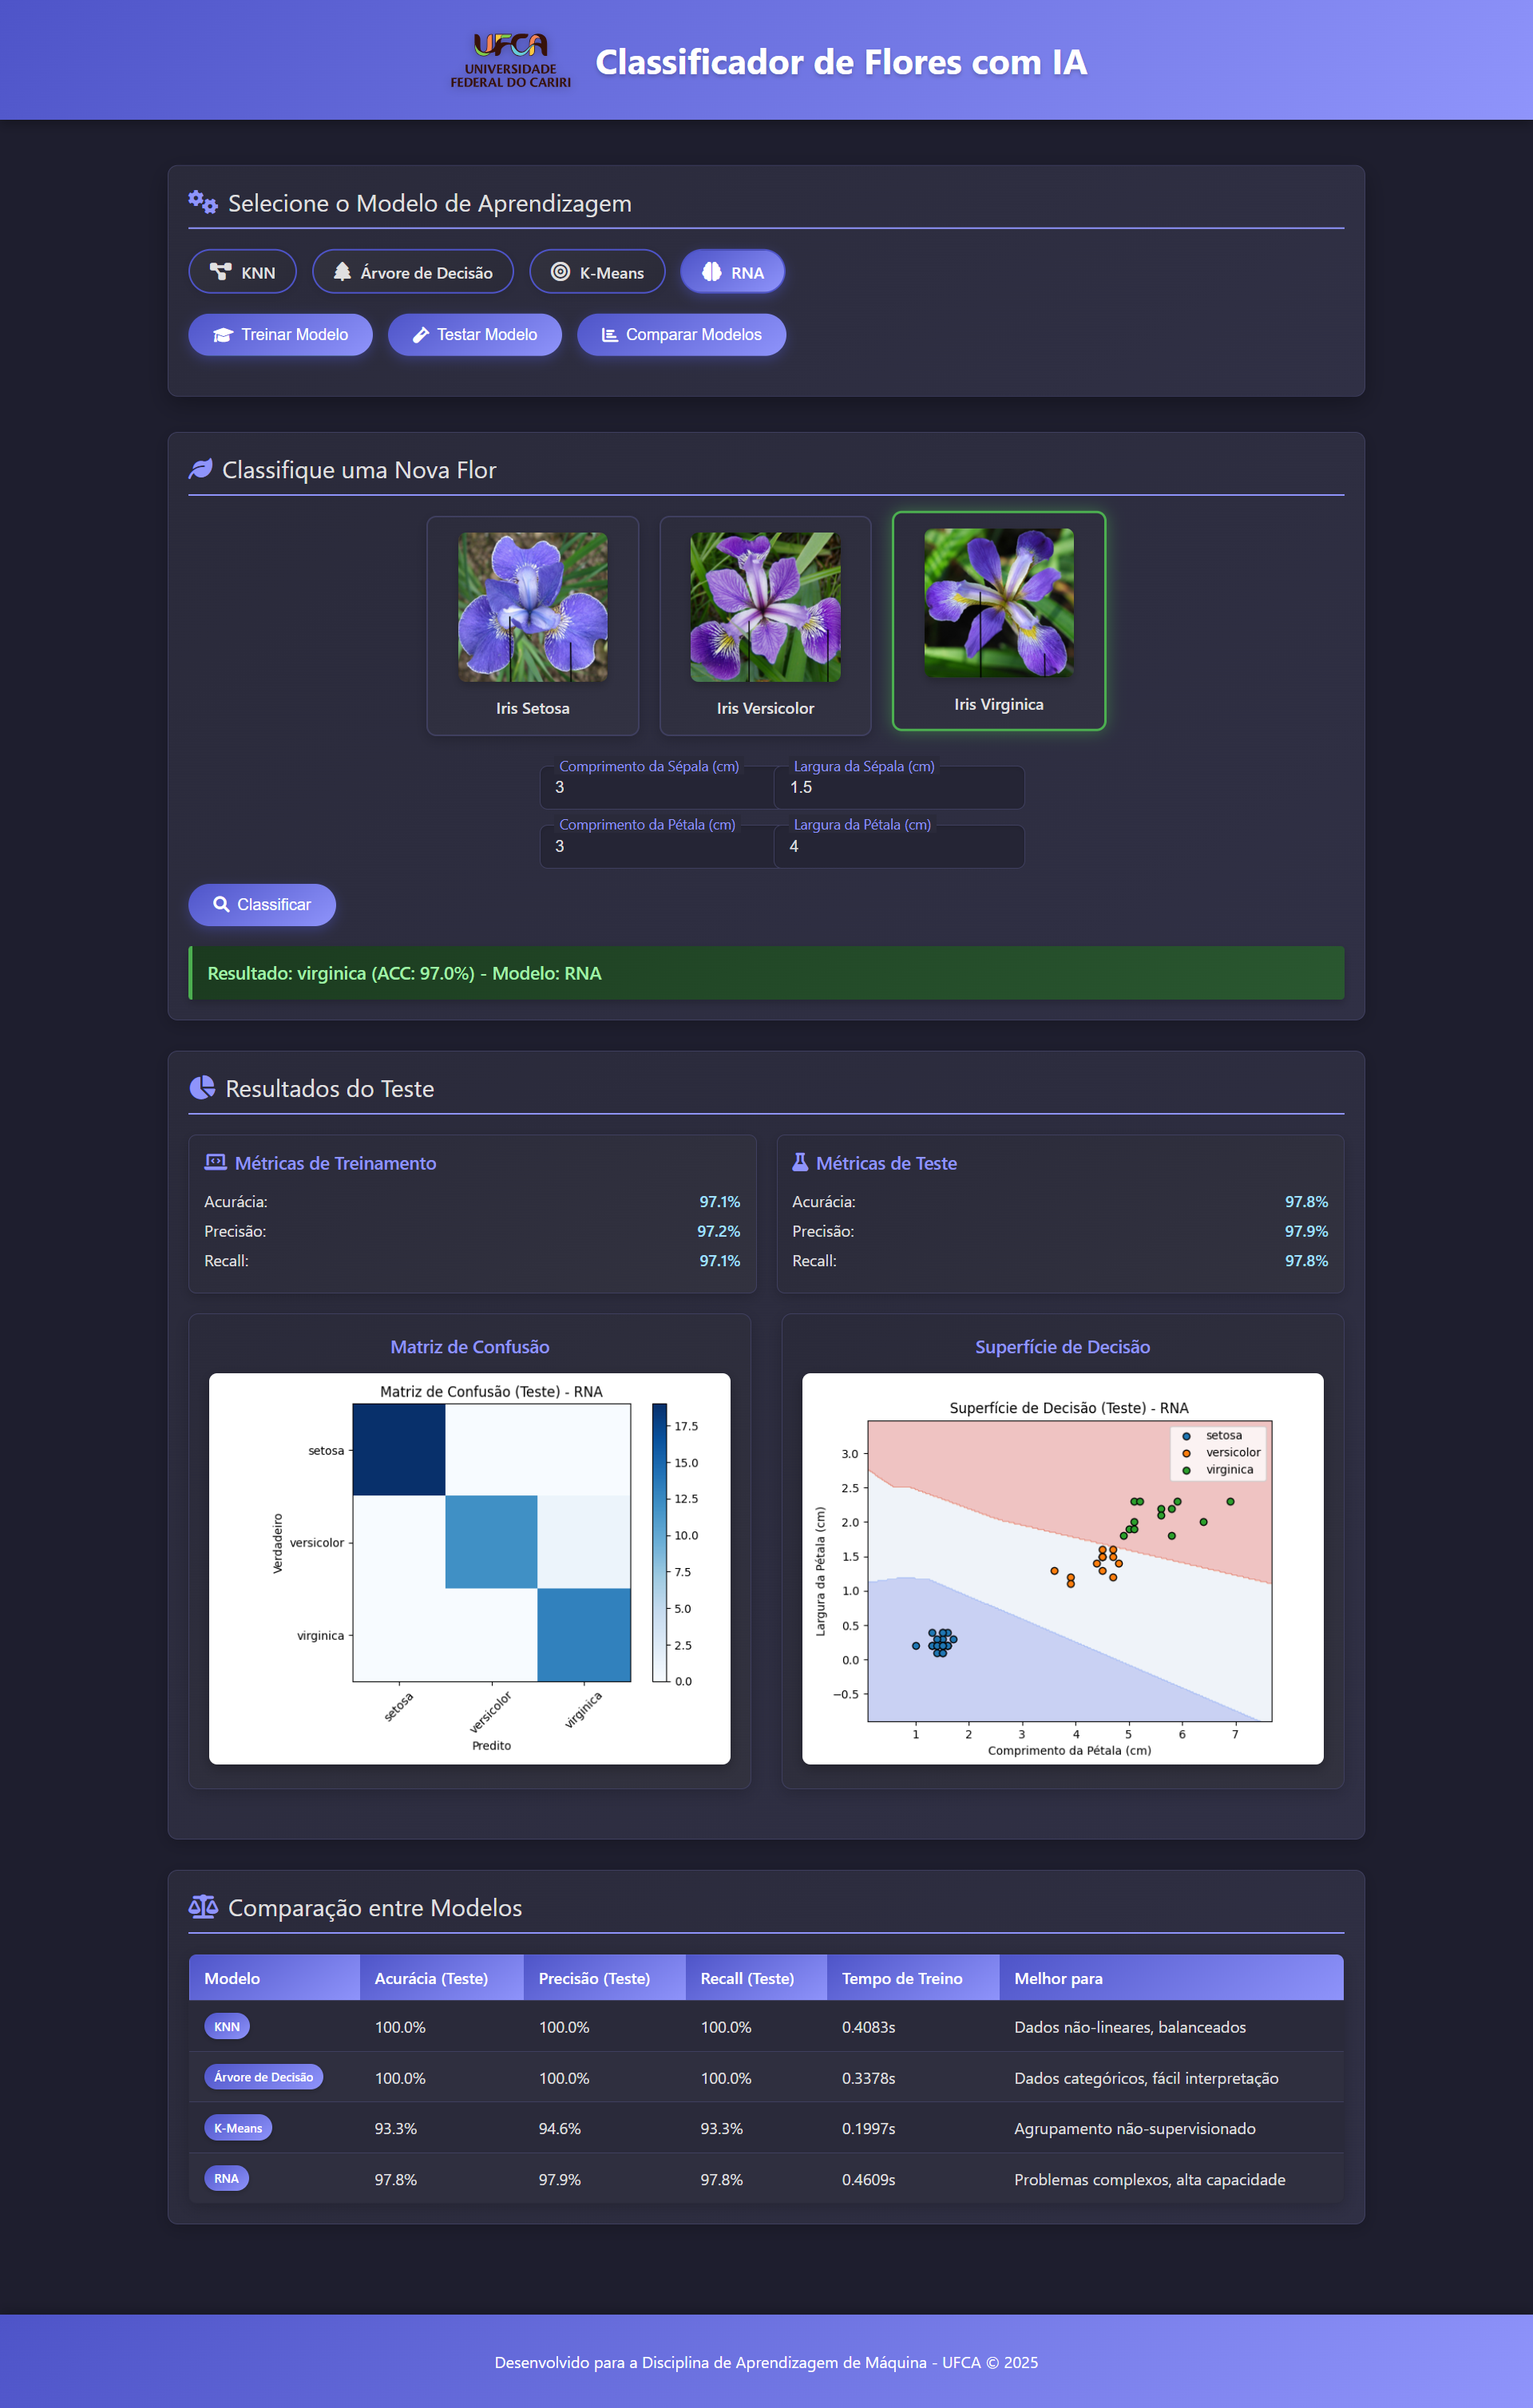 UFCA
UNIVERSIDADE
FEDERAL DO CARIRI
Classificador de Flores com IA
Selecione o Modelo de Aprendizagem
KNN
Árvore de Decisão
K-Means
RNA
Treinar Modelo
Testar Modelo
Comparar Modelos
Classifique uma Nova Flor
Iris Setosa
Iris Versicolor
Iris Virginica
Comprimento da Sépala (cm)
3
Largura da Sépala (cm)
1.5
Comprimento da Pétala (cm)
3
Largura da Pétala (cm)
4
Classificar
Resultado: virginica (ACC: 97.0%) - Modelo: RNA
Resultados do Teste
Métricas de Treinamento
Acurácia: 97.1%
Precisão: 97.2%
Recall: 97.1%
Métricas de Teste
Acurácia: 97.8%
Precisão: 97.9%
Recall: 97.8%
Matriz de Confusão
Matriz de Confusão (Teste) - RNA
Verdadeiro
setosa
versicolor
virginica
setosa
versicolor
virginica
Predito
17.5
15.0
12.5
10.0
7.5
5.0
2.5
0.0
Superfície de Decisão
Superfície de Decisão (Teste) - RNA
setosa
versicolor
virginica
Largura da Pétala (cm)
3.0
2.5
2.0
1.5
1.0
0.5
0.0
−0.5
1 2 3 4 5 6 7
Comprimento da Pétala (cm)
Comparação entre Modelos
Modelo Acurácia (Teste) Precisão (Teste) Recall (Teste) Tempo de Treino Melhor para
KNN 100.0% 100.0% 100.0% 0.4083s Dados não-lineares, balanceados
Árvore de Decisão 100.0% 100.0% 100.0% 0.3378s Dados categóricos, fácil interpretação
K-Means 93.3% 94.6% 93.3% 0.1997s Agrupamento não-supervisionado
RNA 97.8% 97.9% 97.8% 0.4609s Problemas complexos, alta capacidade
Desenvolvido para a Disciplina de Aprendizagem de Máquina - UFCA © 2025